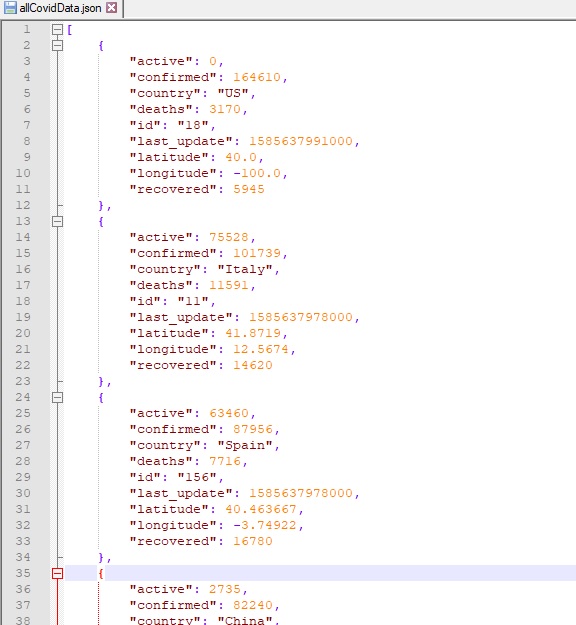 allCovidData.json
1 [
2 {
3 "active": 0,
4 "confirmed": 164610,
5 "country": "US",
6 "deaths": 3170,
7 "id": "18",
8 "last_update": 1585637991000,
9 "latitude": 40.0,
10 "longitude": -100.0,
11 "recovered": 5945
12 },
13 {
14 "active": 75528,
15 "confirmed": 101739,
16 "country": "Italy",
17 "deaths": 11591,
18 "id": "11",
19 "last_update": 1585637978000,
20 "latitude": 41.8719,
21 "longitude": 12.5674,
22 "recovered": 14620
23 },
24 {
25 "active": 63460,
26 "confirmed": 87956,
27 "country": "Spain",
28 "deaths": 7716,
29 "id": "156",
30 "last_update": 1585637978000,
31 "latitude": 40.463667,
32 "longitude": -3.74922,
33 "recovered": 16780
34 },
35 {
36 "active": 2735,
37 "confirmed": 82240,
38 "country": "China",